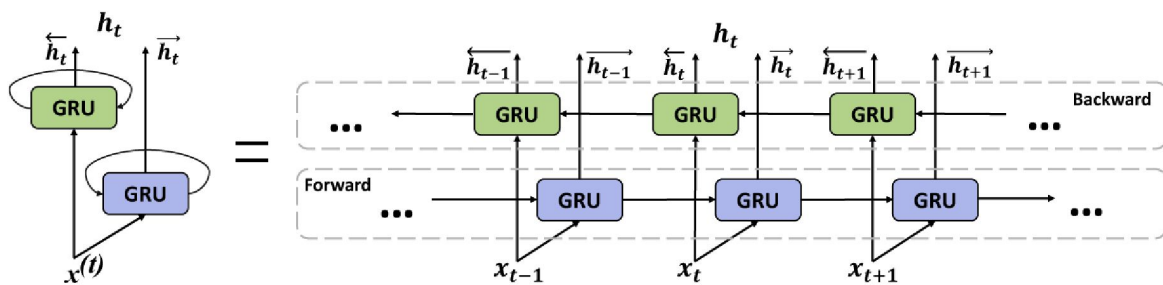 h_t h_t
←h_t →h_t ←h_{t-1} →h_{t-1} ←h_t →h_t ←h_{t+1} →h_{t+1}
GRU GRU GRU GRU Backward
... ...
=
GRU Forward GRU GRU GRU
... ...
x^{(t)} x_{t-1} x_t x_{t+1}